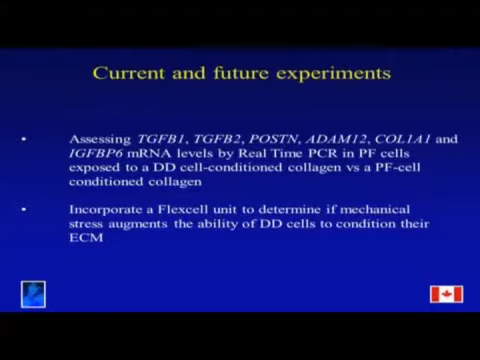 Current and future experiments
• Assessing TGFB1, TGFB2, POSTN, ADAM12, COL1A1 and
IGFBP6 mRNA levels by Real Time PCR in PF cells
exposed to a DD cell-conditioned collagen vs a PF-cell
conditioned collagen
• Incorporate a Flexcell unit to determine if mechanical
stress augments the ability of DD cells to condition their
ECM